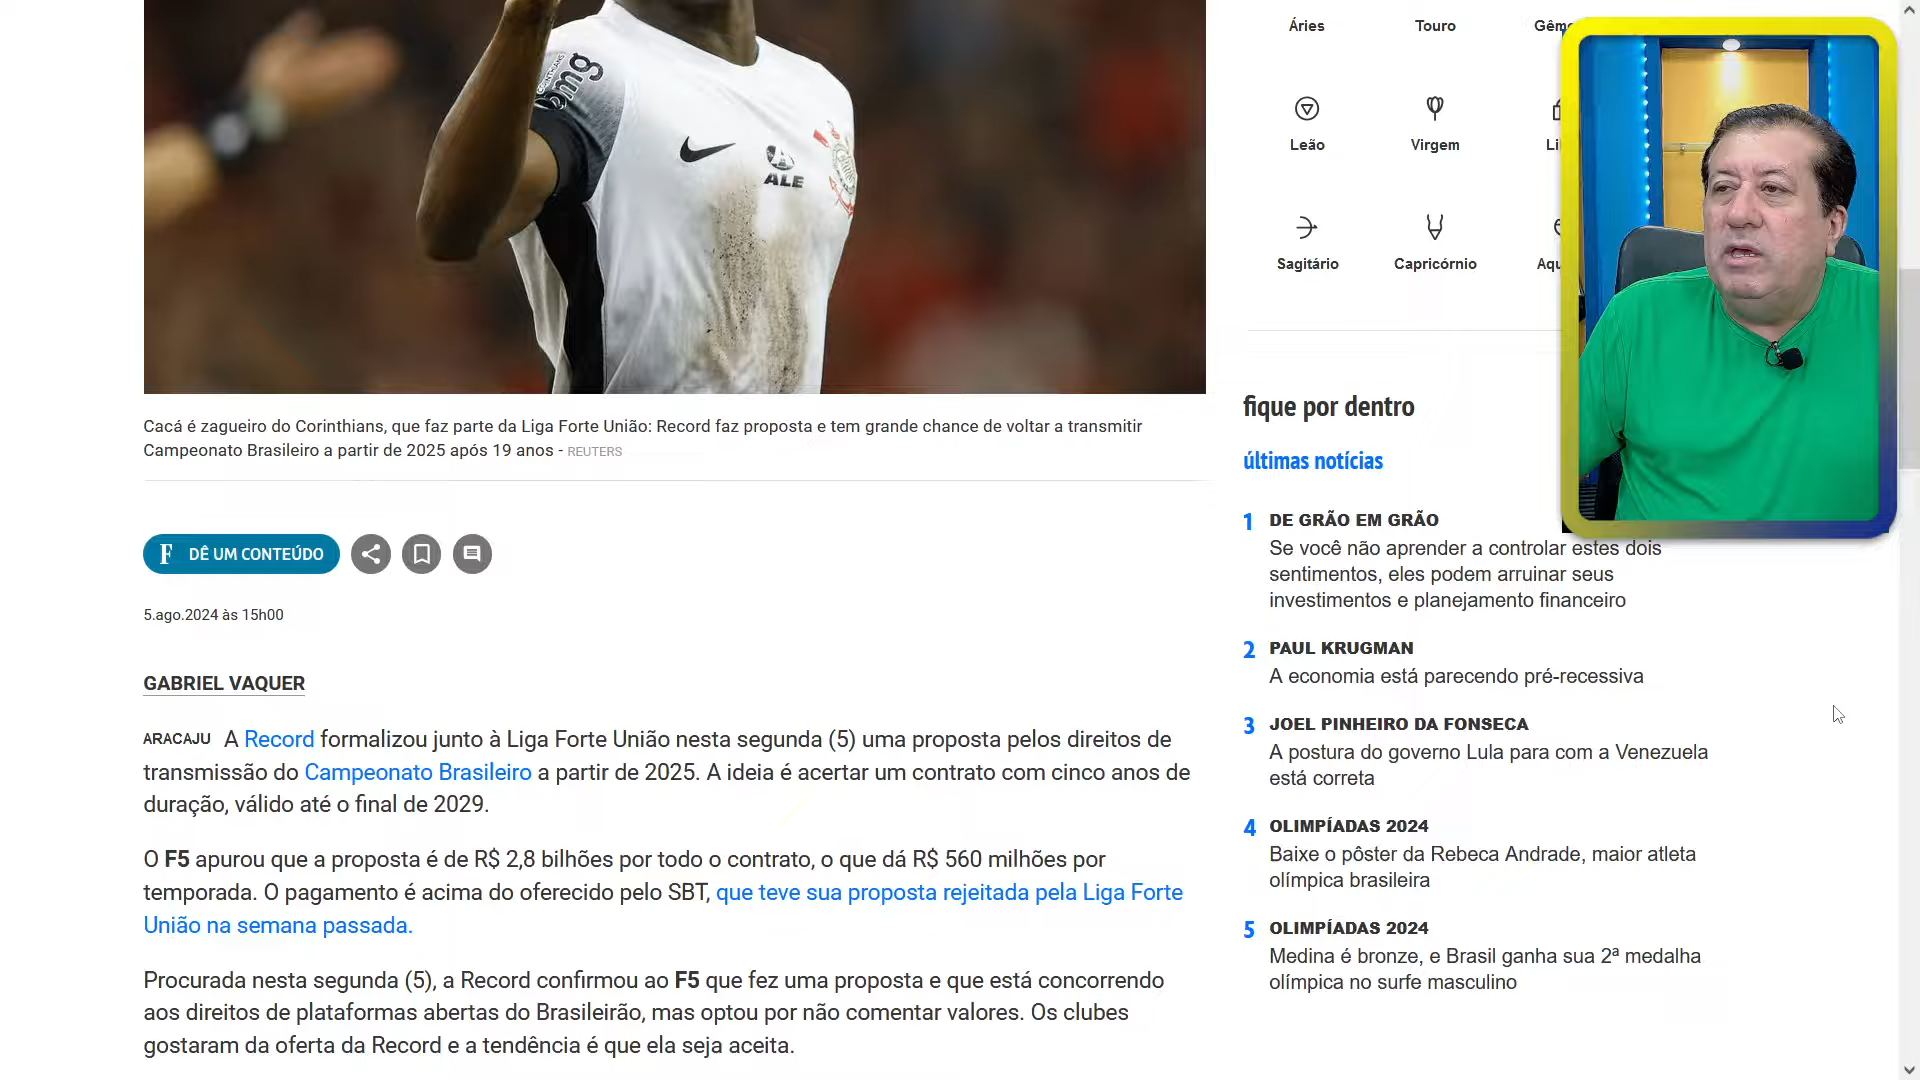 CORINTHIANS
bmg
ALE
Cacá é zagueiro do Corinthians, que faz parte da Liga Forte União: Record faz proposta e tem grande chance de voltar a transmitir
Campeonato Brasileiro a partir de 2025 após 19 anos - REUTERS
F DÊ UM CONTEÚDO
5.ago.2024 às 15h00
GABRIEL VAQUER
ARACAJU A Record formalizou junto à Liga Forte União nesta segunda (5) uma proposta pelos direitos de
transmissão do Campeonato Brasileiro a partir de 2025. A ideia é acertar um contrato com cinco anos de
duração, válido até o final de 2029.
O F5 apurou que a proposta é de R$ 2,8 bilhões por todo o contrato, o que dá R$ 560 milhões por
temporada. O pagamento é acima do oferecido pelo SBT, que teve sua proposta rejeitada pela Liga Forte
União na semana passada.
Procurada nesta segunda (5), a Record confirmou ao F5 que fez uma proposta e que está concorrendo
aos direitos de plataformas abertas do Brasileirão, mas optou por não comentar valores. Os clubes
gostaram da oferta da Record e a tendência é que ela seja aceita.
Áries Touro Gêm
Leão Virgem Li
Sagitário Capricórnio Aqu
fique por dentro
últimas notícias
1 DE GRÃO EM GRÃO
Se você não aprender a controlar estes dois
sentimentos, eles podem arruinar seus
investimentos e planejamento financeiro
2 PAUL KRUGMAN
A economia está parecendo pré-recessiva
3 JOEL PINHEIRO DA FONSECA
A postura do governo Lula para com a Venezuela
está correta
4 OLIMPÍADAS 2024
Baixe o pôster da Rebeca Andrade, maior atleta
olímpica brasileira
5 OLIMPÍADAS 2024
Medina é bronze, e Brasil ganha sua 2ª medalha
olímpica no surfe masculino